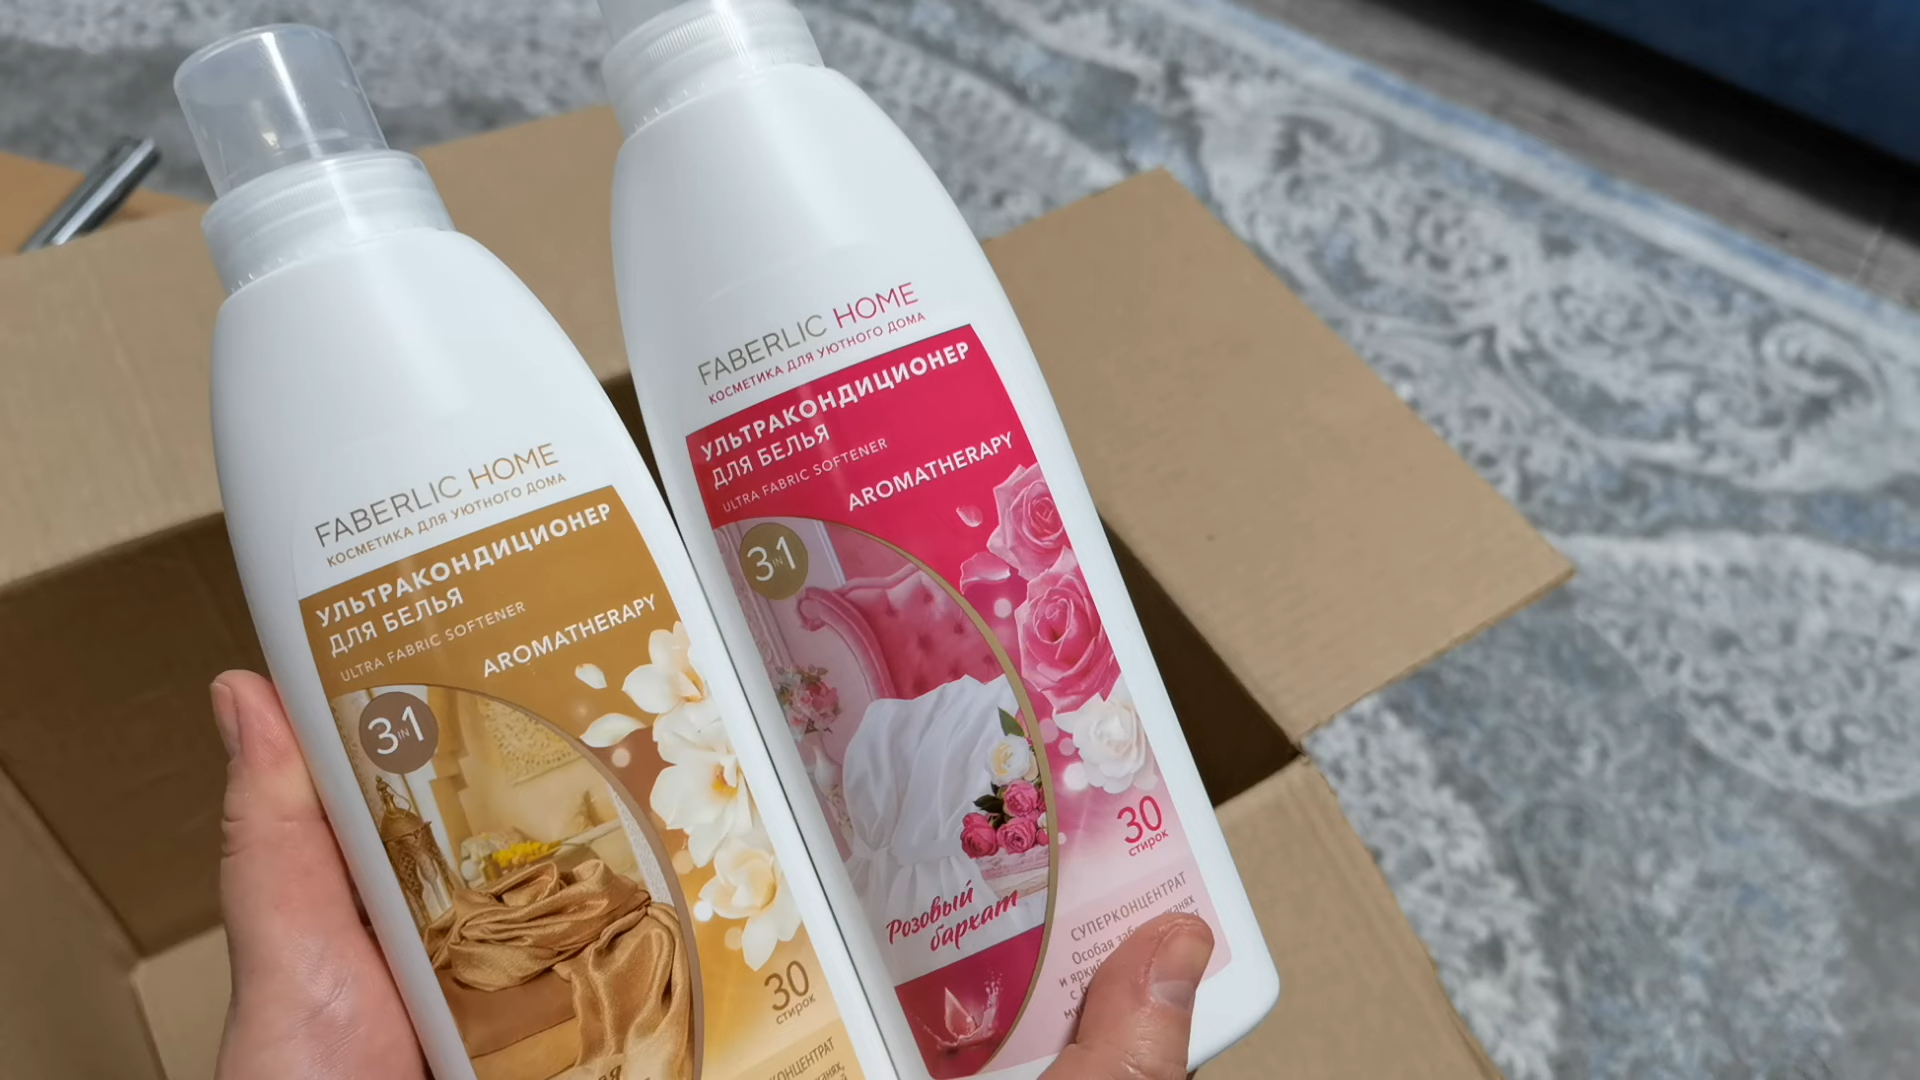 FABERLIC HOME
КОСМЕТИКА ДЛЯ УЮТНОГО ДОМА
УЛЬТРАКОНДИЦИОНЕР
ДЛЯ БЕЛЬЯ
ULTRA FABRIC SOFTENER
AROMATHERAPY
3 IN 1
30
стирок
FABERLIC HOME
КОСМЕТИКА ДЛЯ УЮТНОГО ДОМА
УЛЬТРАКОНДИЦИОНЕР
ДЛЯ БЕЛЬЯ
ULTRA FABRIC SOFTENER
AROMATHERAPY
3 IN 1
Розовый
бархат
30
стирок
СУПЕРКОНЦЕНТРАТ
Особая